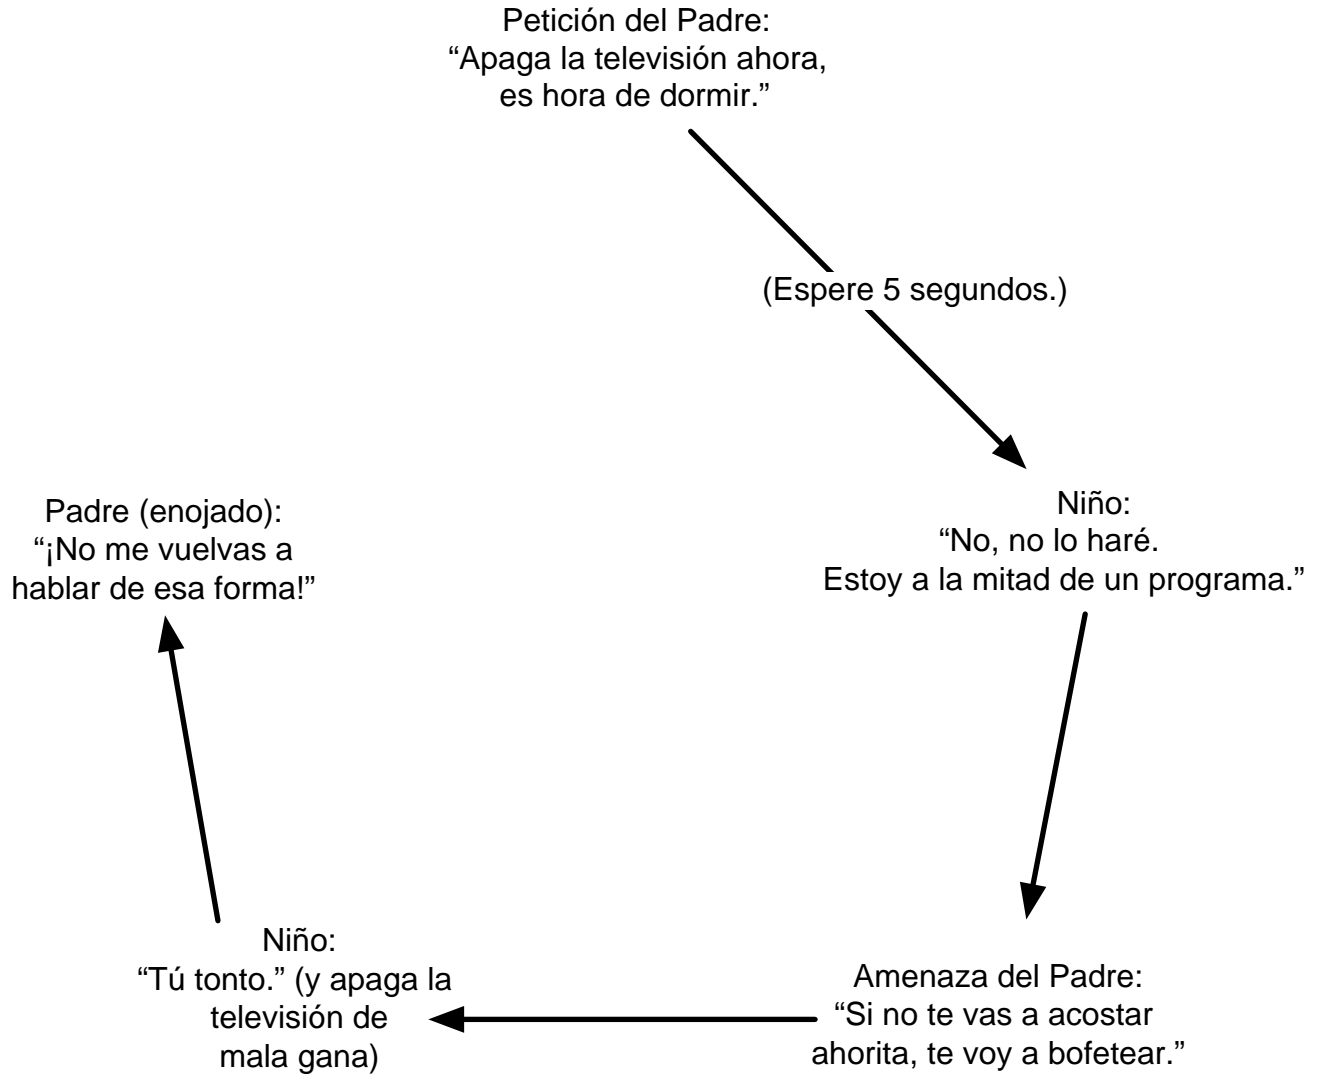 Petición del Padre:
“Apaga la televisión ahora,
es hora de dormir.”
(Espere 5 segundos.)
Niño:
“No, no lo haré.
Estoy a la mitad de un programa.”
Amenaza del Padre:
“Si no te vas a acostar
ahorita, te voy a bofetear.”
Niño:
“Tú tonto.” (y apaga la
televisión de
mala gana)
Padre (enojado):
“¡No me vuelvas a
hablar de esa forma!”